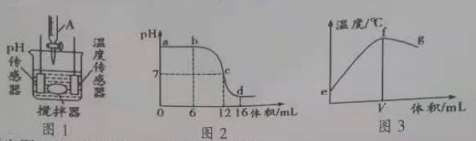 A
pH
传
感
器
温
度
传
感
器
搅拌器
图1
pH
a
b
7
c
d
0
6
12
16
体积/mL
图2
温度/℃
f
g
e
V
体积/mL
图3